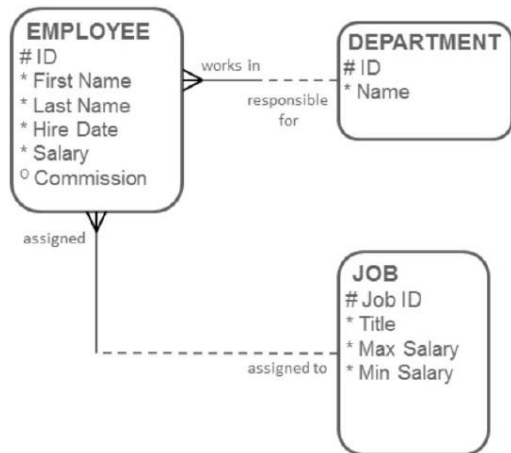 EMPLOYEE
# ID
* First Name
* Last Name
* Hire Date
* Salary
o Commission
works in
responsible
for
DEPARTMENT
# ID
* Name
assigned
assigned to
JOB
# Job ID
* Title
* Max Salary
* Min Salary